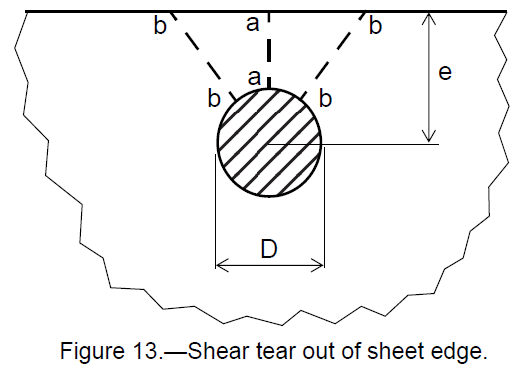 b a b
e
a
b b
D
Figure 13.—Shear tear out of sheet edge.